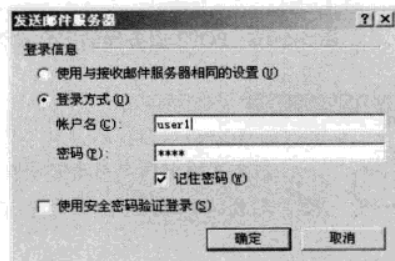 发送邮件服务器
登录信息
使用与接收邮件服务器相同的设置(U)
登录方式(O)
帐户名(C): user1
密码(P): ****
记住密码(W)
使用安全密码验证登录(S)
确定 取消